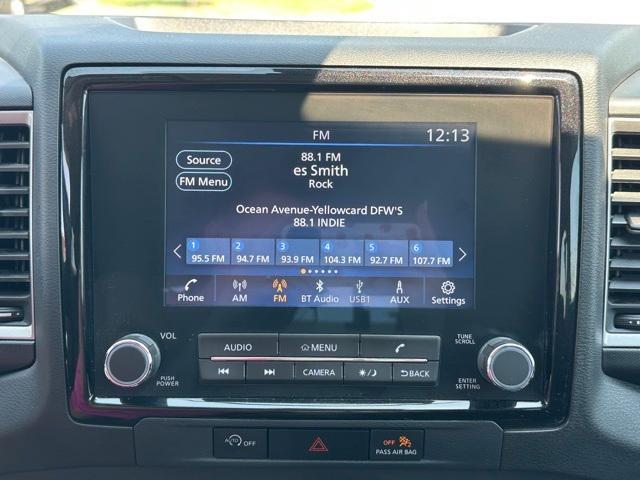 FM 12:13
Source
88.1 FM
es Smith
Rock
FM Menu
Ocean Avenue-Yellowcard DFW'S
88.1 INDIE
1 2 3 4 5 6
95.5 FM 94.7 FM 93.9 FM 104.3 FM 92.7 FM 107.7 FM
Phone AM FM BT Audio USB1 AUX Settings
VOL
TUNE
SCROLL
AUDIO MENU
CAMERA BACK
PUSH
POWER
ENTER
SETTING
AUTO OFF
OFF
PASS AIR BAG